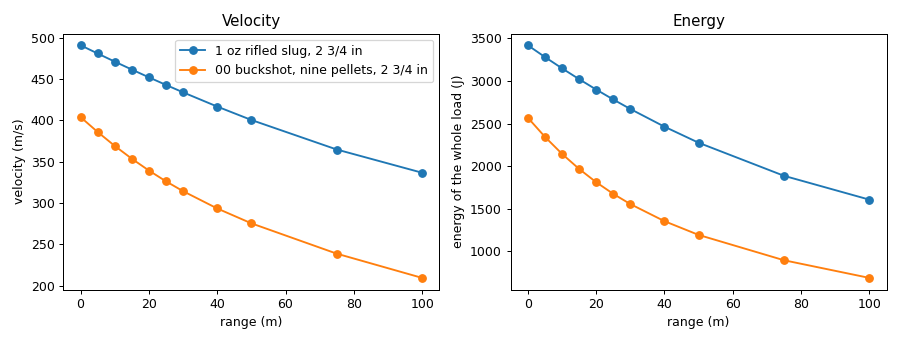 Velocity
500
450
400
350
300
250
200
velocity (m/s)
0 20 40 60 80 100
range (m)
1 oz rifled slug, 2 3/4 in
00 buckshot, nine pellets, 2 3/4 in
Energy
3500
3000
2500
2000
1500
1000
energy of the whole load (J)
0 20 40 60 80 100
range (m)